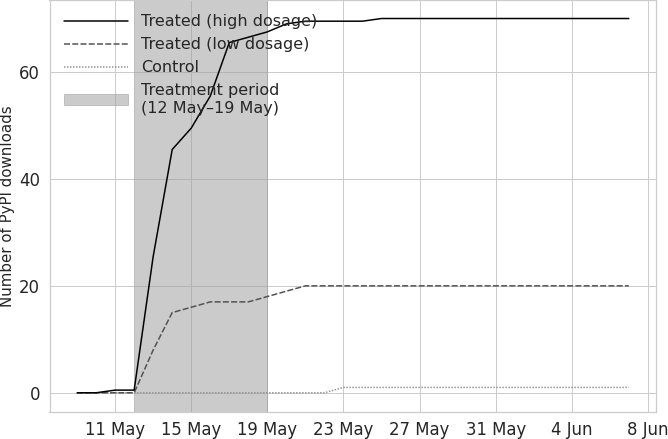 Treated (high dosage)
Treated (low dosage)
Control
Treatment period
(12 May–19 May)
Number of PyPI downloads
60
40
20
0
11 May 15 May 19 May 23 May 27 May 31 May 4 Jun 8 Jun